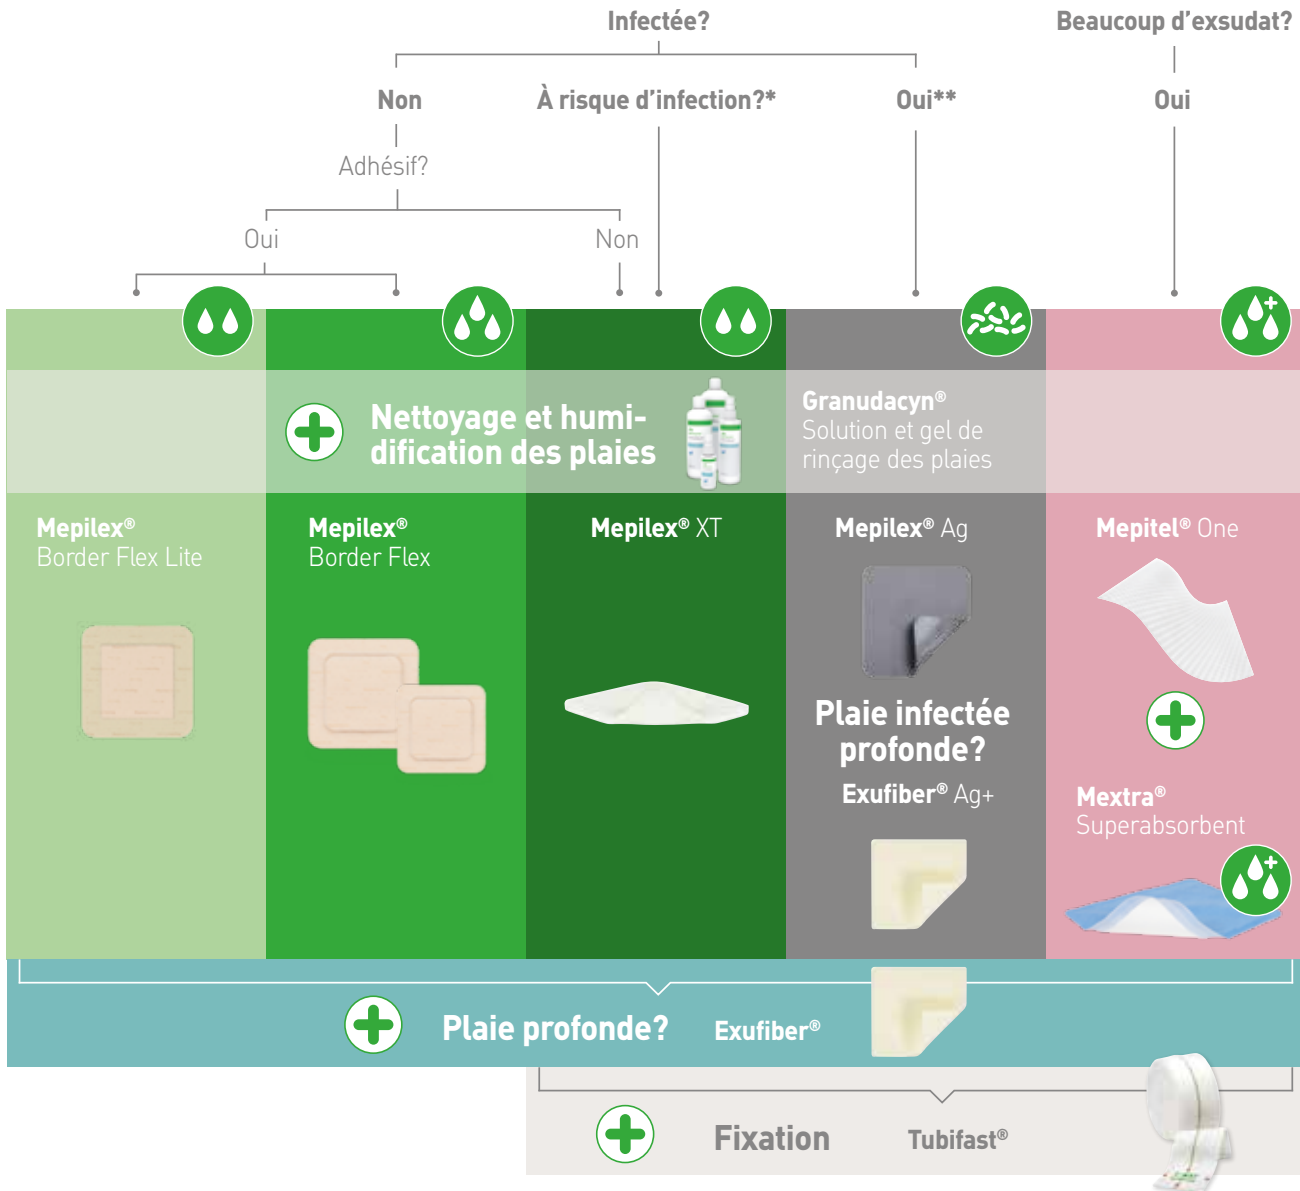 Infectée?
Beaucoup d’exsudat?
Non
À risque d’infection?*
Oui**
Oui
Adhésif?
Oui
Non
Nettoyage et humi-
dification des plaies
Granudacyn®
Solution et gel de
rinçage des plaies
Mepilex®
Border Flex Lite
Mepilex®
Border Flex
Mepilex® XT
Mepilex® Ag
Plaie infectée
profonde?
Exufiber® Ag+
Mepitel® One
Mextra®
Superabsorbent
Plaie profonde?
Exufiber®
Fixation
Tubifast®